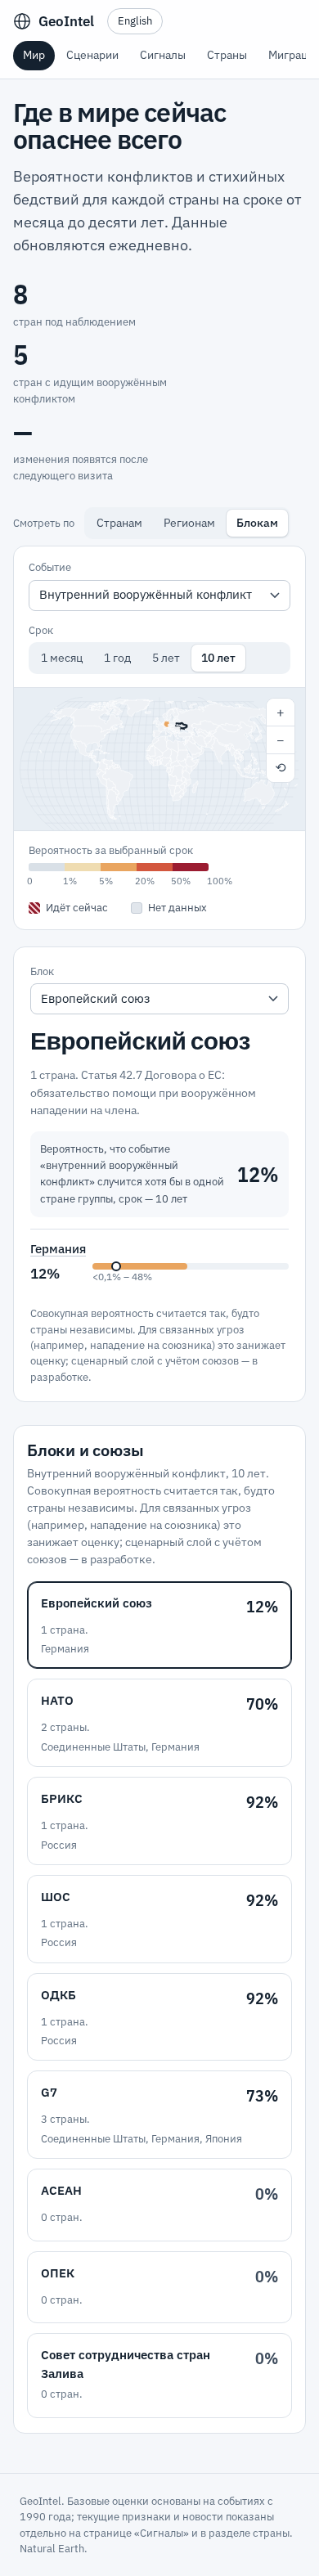 GeoIntel English
Мир Сценарии Сигналы Страны Миграц
Где в мире сейчас
опаснее всего
Вероятности конфликтов и стихийных
бедствий для каждой страны на сроке от
месяца до десяти лет. Данные
обновляются ежедневно.
8
стран под наблюдением
5
стран с идущим вооружённым
конфликтом
—
изменения появятся после
следующего визита
Смотреть по Странам Регионам Блокам
Событие
Внутренний вооружённый конфликт
Срок
1 месяц 1 год 5 лет 10 лет
+
−
⟲
Вероятность за выбранный срок
0 1% 5% 20% 50% 100%
Идёт сейчас Нет данных
Блок
Европейский союз
Европейский союз
1 страна. Статья 42.7 Договора о ЕС:
обязательство помощи при вооружённом
нападении на члена.
Вероятность, что событие
«внутренний вооружённый
конфликт» случится хотя бы в одной
стране группы, срок — 10 лет
12%
Германия
12%
<0,1% – 48%
Совокупная вероятность считается так, будто
страны независимы. Для связанных угроз
(например, нападение на союзника) это занижает
оценку; сценарный слой с учётом союзов — в
разработке.
Блоки и союзы
Внутренний вооружённый конфликт, 10 лет.
Совокупная вероятность считается так, будто
страны независимы. Для связанных угроз
(например, нападение на союзника) это
занижает оценку; сценарный слой с учётом
союзов — в разработке.
Европейский союз 12%
1 страна.
Германия
НАТО 70%
2 страны.
Соединенные Штаты, Германия
БРИКС 92%
1 страна.
Россия
ШОС 92%
1 страна.
Россия
ОДКБ 92%
1 страна.
Россия
G7 73%
3 страны.
Соединенные Штаты, Германия, Япония
АСЕАН 0%
0 стран.
ОПЕК 0%
0 стран.
Совет сотрудничества стран 0%
Залива
0 стран.
GeoIntel. Базовые оценки основаны на событиях с
1990 года; текущие признаки и новости показаны
отдельно на странице «Сигналы» и в разделе страны.
Natural Earth.